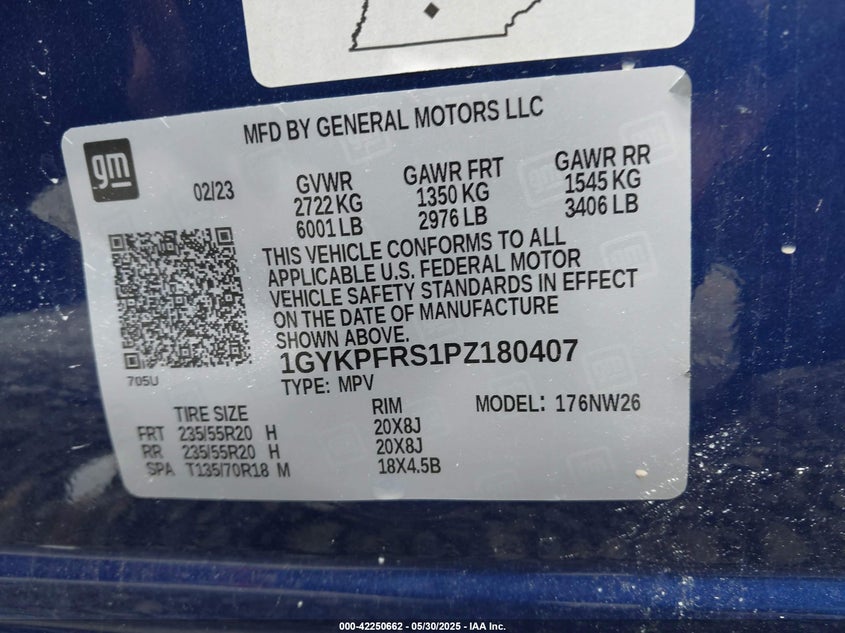 MFD BY GENERAL MOTORS LLC
gm
02/23
GVWR
2722 KG
6001 LB
GAWR FRT
1350 KG
2976 LB
GAWR RR
1545 KG
3406 LB
THIS VEHICLE CONFORMS TO ALL
APPLICABLE U.S. FEDERAL MOTOR
VEHICLE SAFETY STANDARDS IN EFFECT
ON THE DATE OF MANUFACTURE
SHOWN ABOVE.
705U
1GYKPFRS1PZ180407
TYPE: MPV
MODEL: 176NW26
TIRE SIZE RIM
FRT 235/55R20 H 20X8J
RR 235/55R20 H 20X8J
SPA T135/70R18 M 18X4.5B
000-42250662 - 05/30/2025 - IAA Inc.